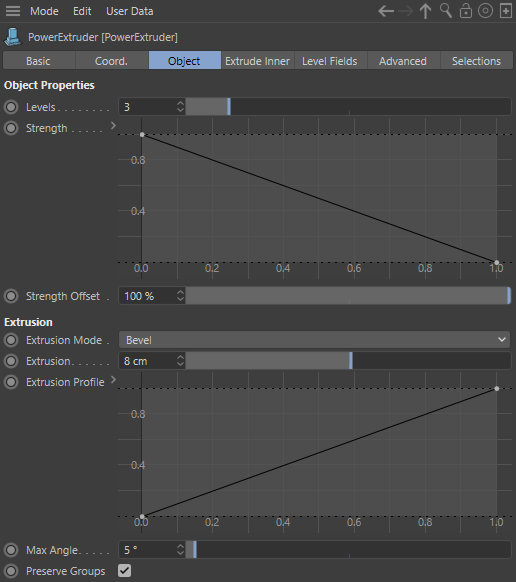 Mode Edit User Data
PowerExtruder [PowerExtruder]
Basic Coord. Object Extrude Inner Level Fields Advanced Selections
Object Properties
Levels . . . . . . . . 3
Strength . . . . .
0.8
0.4
0.0 0.2 0.4 0.6 0.8 1.0
Strength Offset . 100 %
Extrusion
Extrusion Mode . Bevel
Extrusion. . . . . 8 cm
Extrusion Profile
0.8
0.4
0.0 0.2 0.4 0.6 0.8 1.0
Max Angle. . . . . 5 °
Preserve Groups